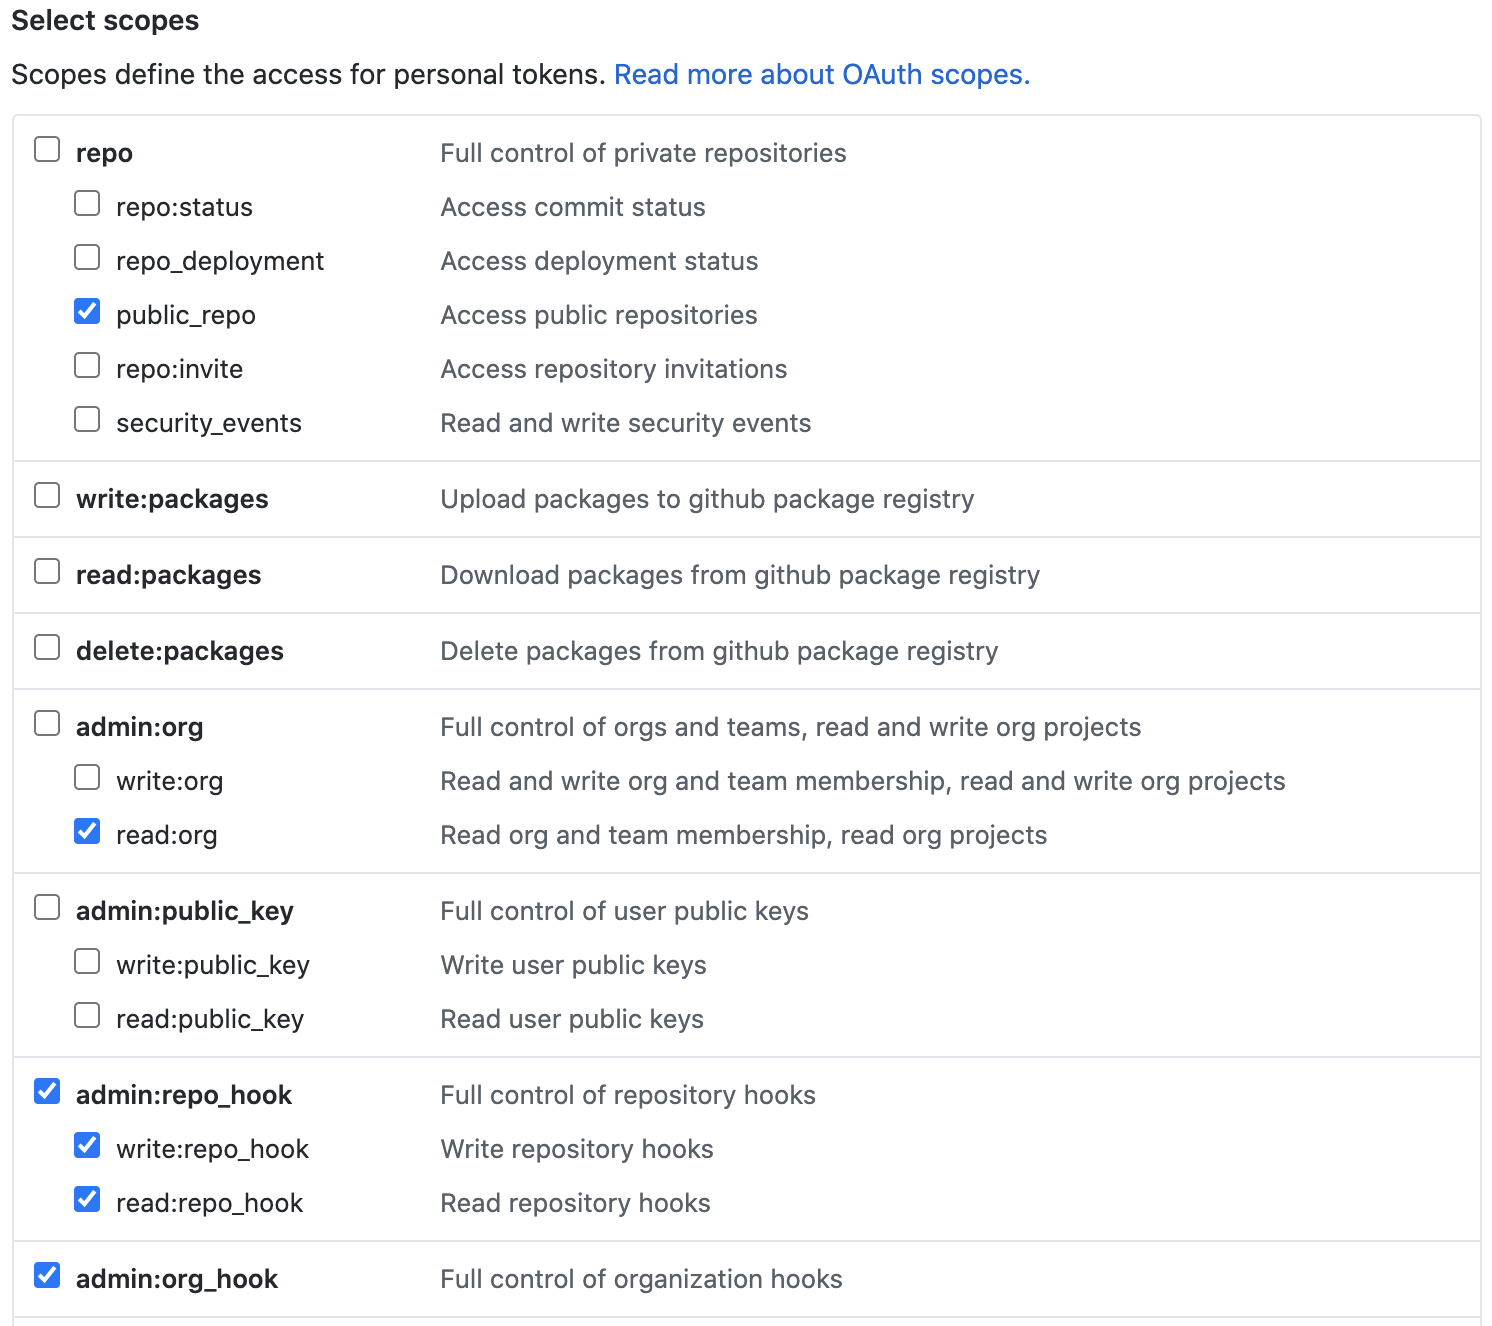 Select scopes
Scopes define the access for personal tokens. Read more about OAuth scopes.
repo Full control of private repositories
repo:status Access commit status
repo_deployment Access deployment status
public_repo Access public repositories
repo:invite Access repository invitations
security_events Read and write security events
write:packages Upload packages to github package registry
read:packages Download packages from github package registry
delete:packages Delete packages from github package registry
admin:org Full control of orgs and teams, read and write org projects
write:org Read and write org and team membership, read and write org projects
read:org Read org and team membership, read org projects
admin:public_key Full control of user public keys
write:public_key Write user public keys
read:public_key Read user public keys
admin:repo_hook Full control of repository hooks
write:repo_hook Write repository hooks
read:repo_hook Read repository hooks
admin:org_hook Full control of organization hooks